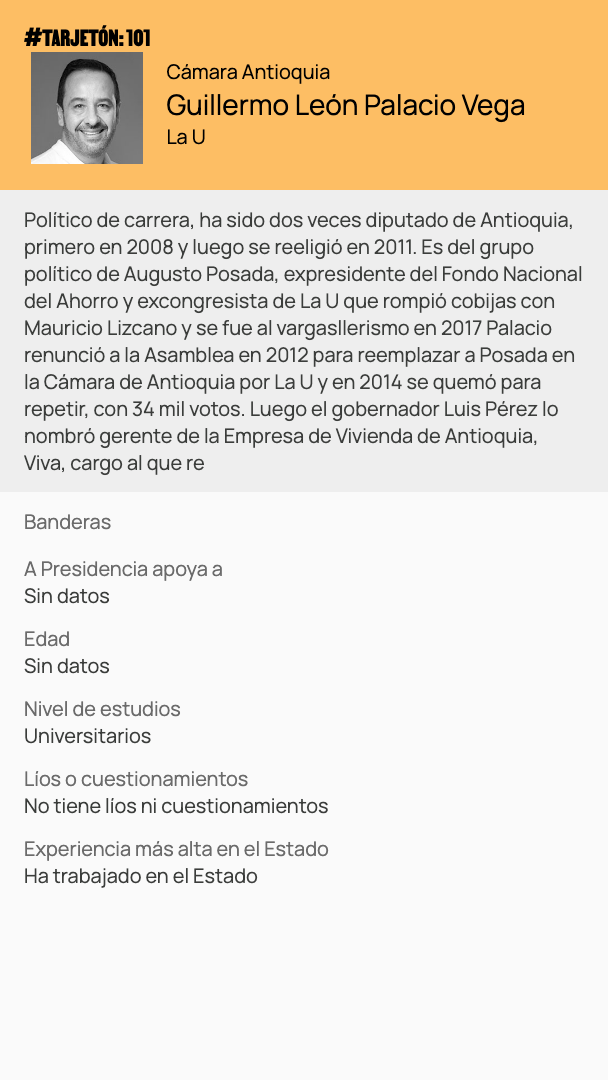 #TARJETÓN: 101
Cámara Antioquia
Guillermo León Palacio Vega
La U
Político de carrera, ha sido dos veces diputado de Antioquia,
primero en 2008 y luego se reeligió en 2011. Es del grupo
político de Augusto Posada, expresidente del Fondo Nacional
del Ahorro y excongresista de La U que rompió cobijas con
Mauricio Lizcano y se fue al vargasllerismo en 2017 Palacio
renunció a la Asamblea en 2012 para reemplazar a Posada en
la Cámara de Antioquia por La U y en 2014 se quemó para
repetir, con 34 mil votos. Luego el gobernador Luis Pérez lo
nombró gerente de la Empresa de Vivienda de Antioquia,
Viva, cargo al que re
Banderas
A Presidencia apoya a
Sin datos
Edad
Sin datos
Nivel de estudios
Universitarios
Líos o cuestionamientos
No tiene líos ni cuestionamientos
Experiencia más alta en el Estado
Ha trabajado en el Estado